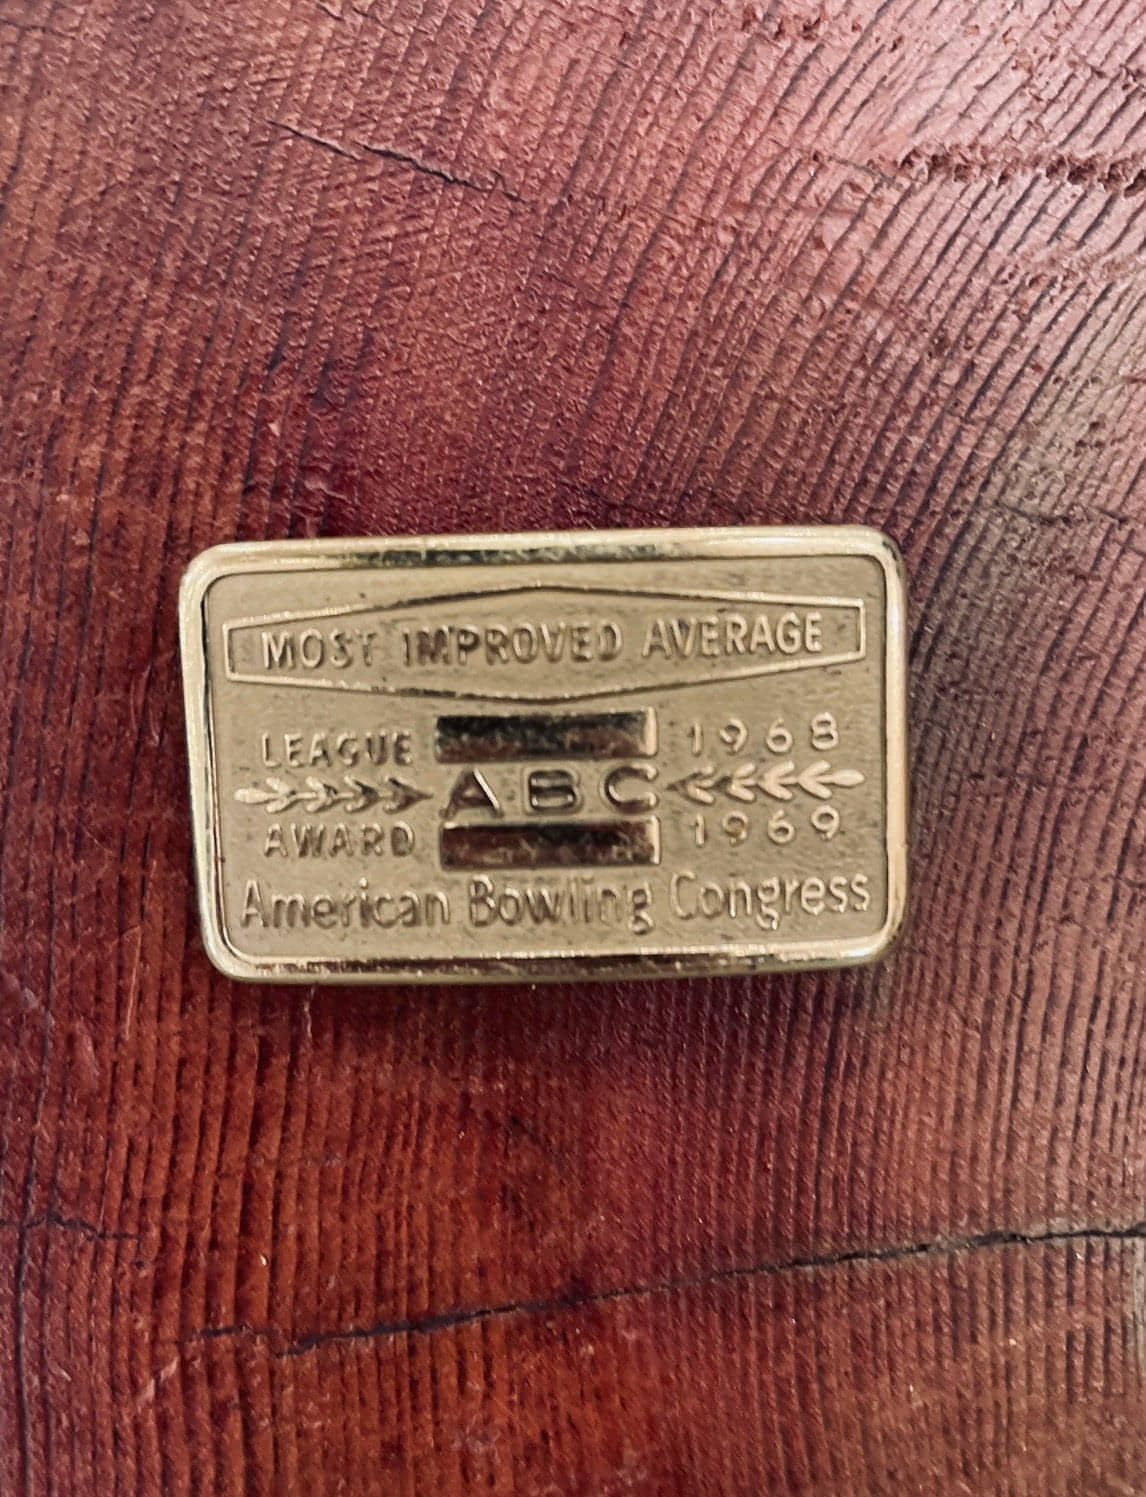 MOST IMPROVED AVERAGE
LEAGUE 1968
ABC
AWARD 1969
American Bowling Congress